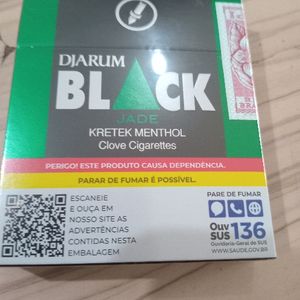 DJARUM
BLACK
JADE
KRETEK MENTHOL
Clove Cigarettes
PERIGO! ESTE PRODUTO CAUSA DEPENDÊNCIA.
PARAR DE FUMAR É POSSÍVEL.
ESCANEIE
E OUÇA EM
NOSSO SITE AS
ADVERTÊNCIAS
CONTIDAS NESTA
EMBALAGEM
PARE DE FUMAR
Ouv
SUS 136
Ouvidoria-Geral do SUS
WWW.SAUDE.GOV.BR